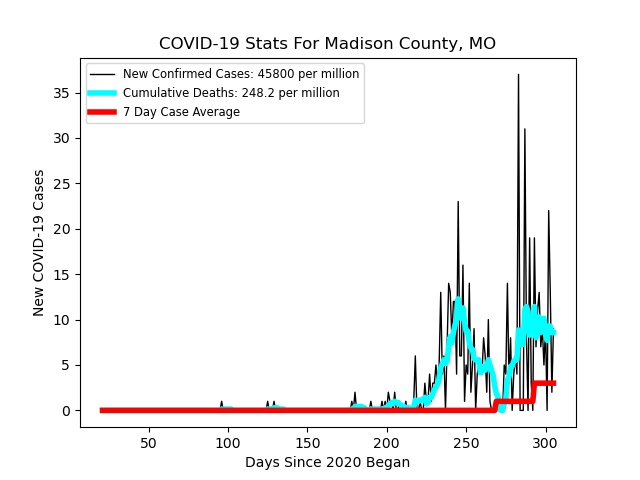 COVID-19 Stats For Madison County, MO
New Confirmed Cases: 45800 per million
Cumulative Deaths: 248.2 per million
7 Day Case Average
35
30
25
20
15
10
5
0
New COVID-19 Cases
50 100 150 200 250 300
Days Since 2020 Began